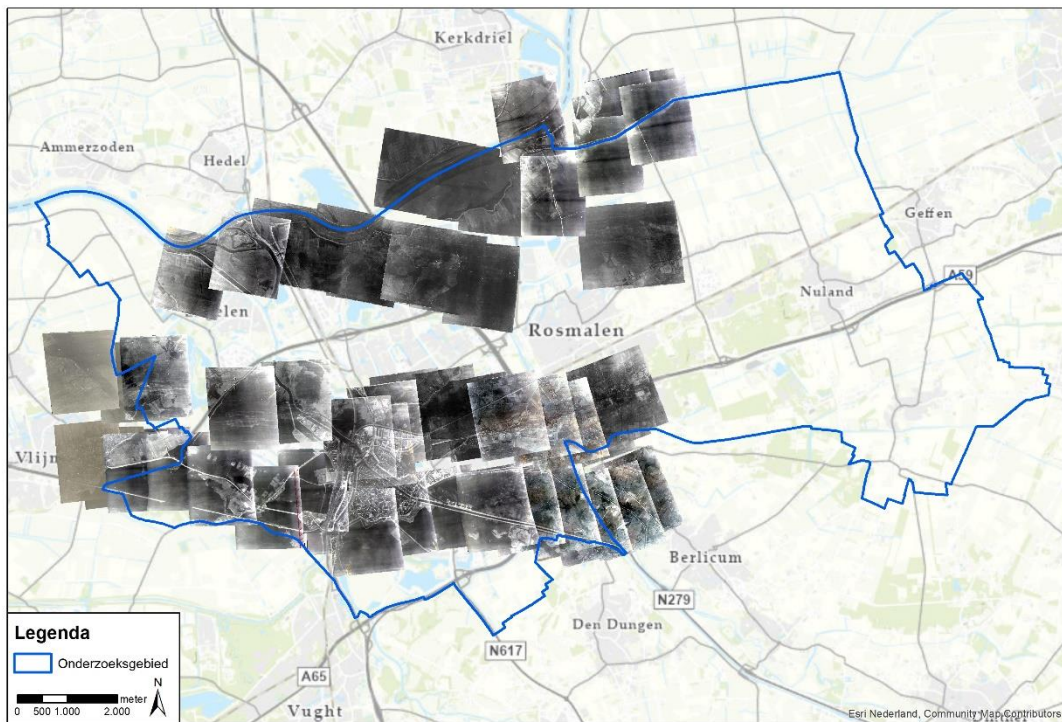 Kerkdriel
Ammerzoden
Hedel
Geffen
A59
Nuland
elen
Rosmalen
Vlijm
Berlicum
N279
Den Dungen
N617
A65
Vught
Legenda
Onderzoeksgebied
N
meter
0 500 1.000 2.000
Esri Nederland, Community Map Contributors